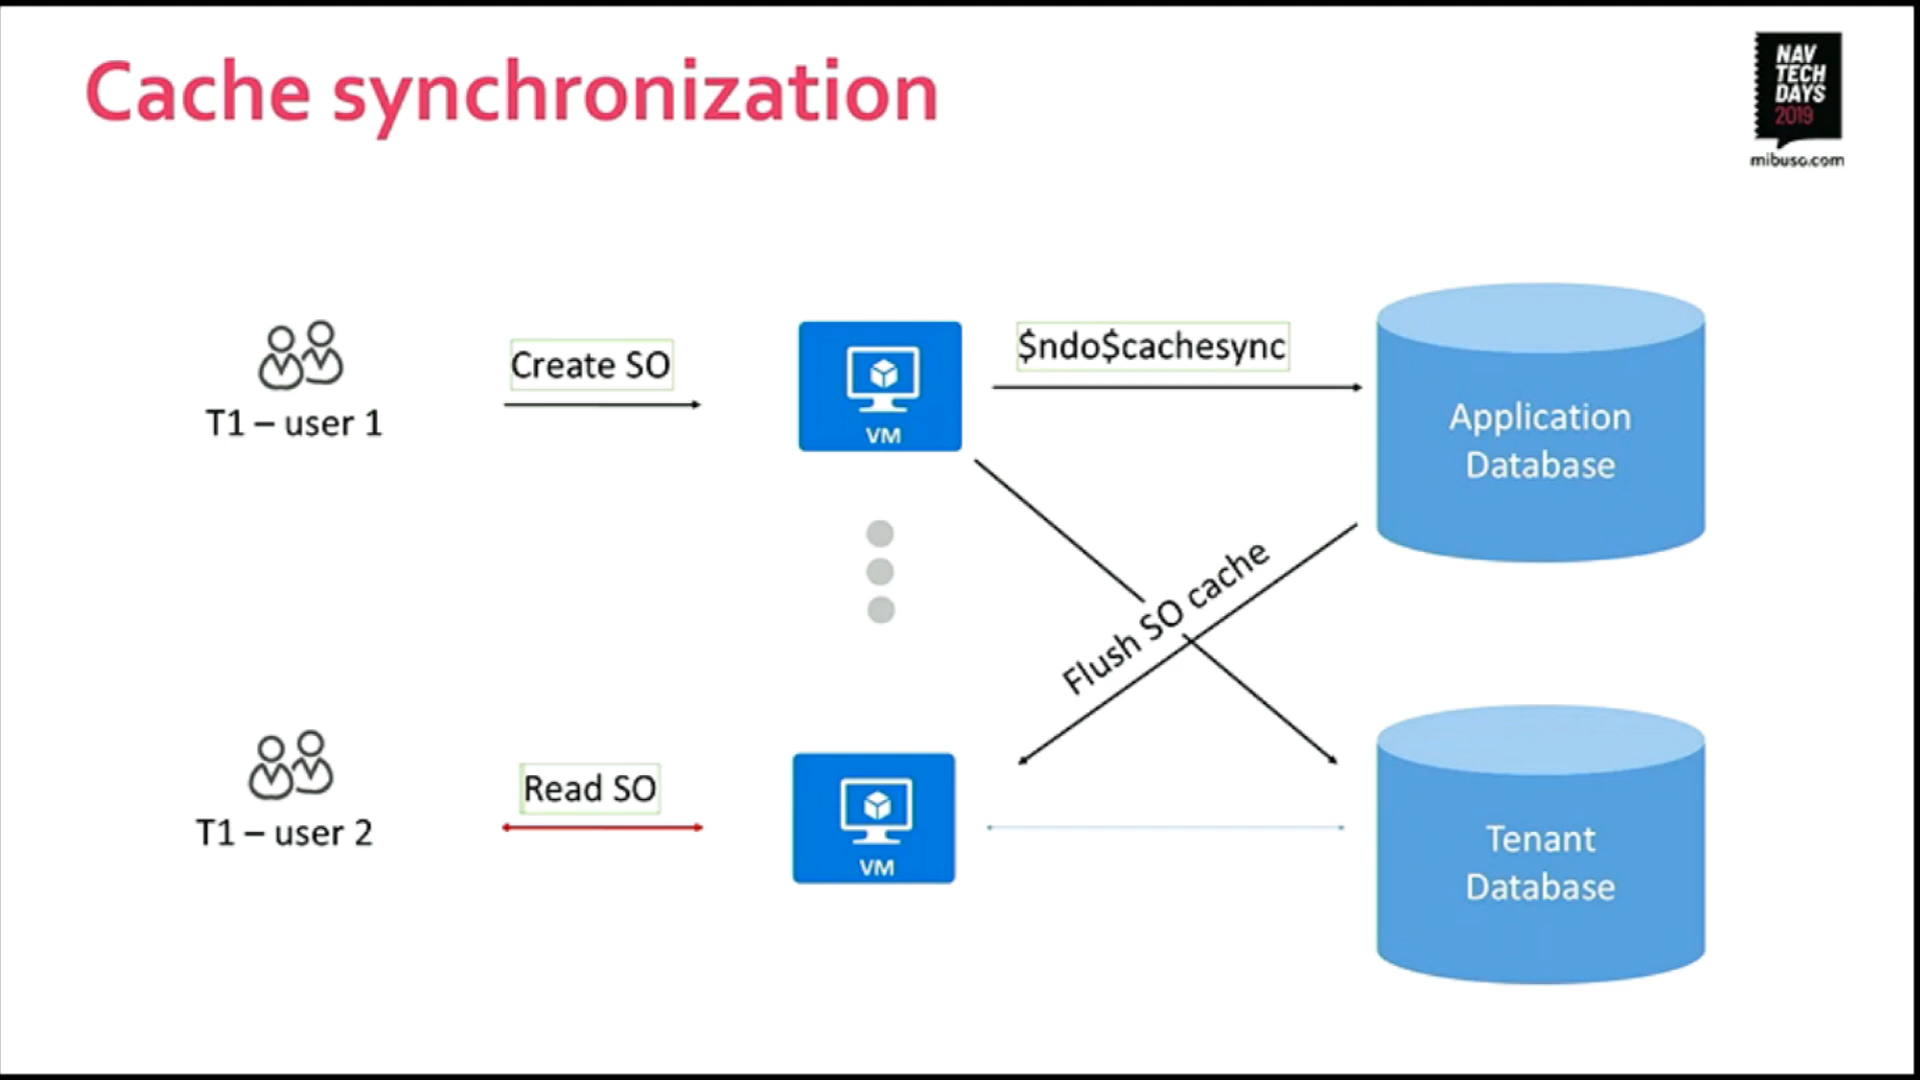 Cache synchronization
NAV
TECH
DAYS
2019
mibuso.com
Create SO
$ndo$cachesync
T1 – user 1
VM
Application
Database
Flush SO cache
Read SO
T1 – user 2
VM
Tenant
Database